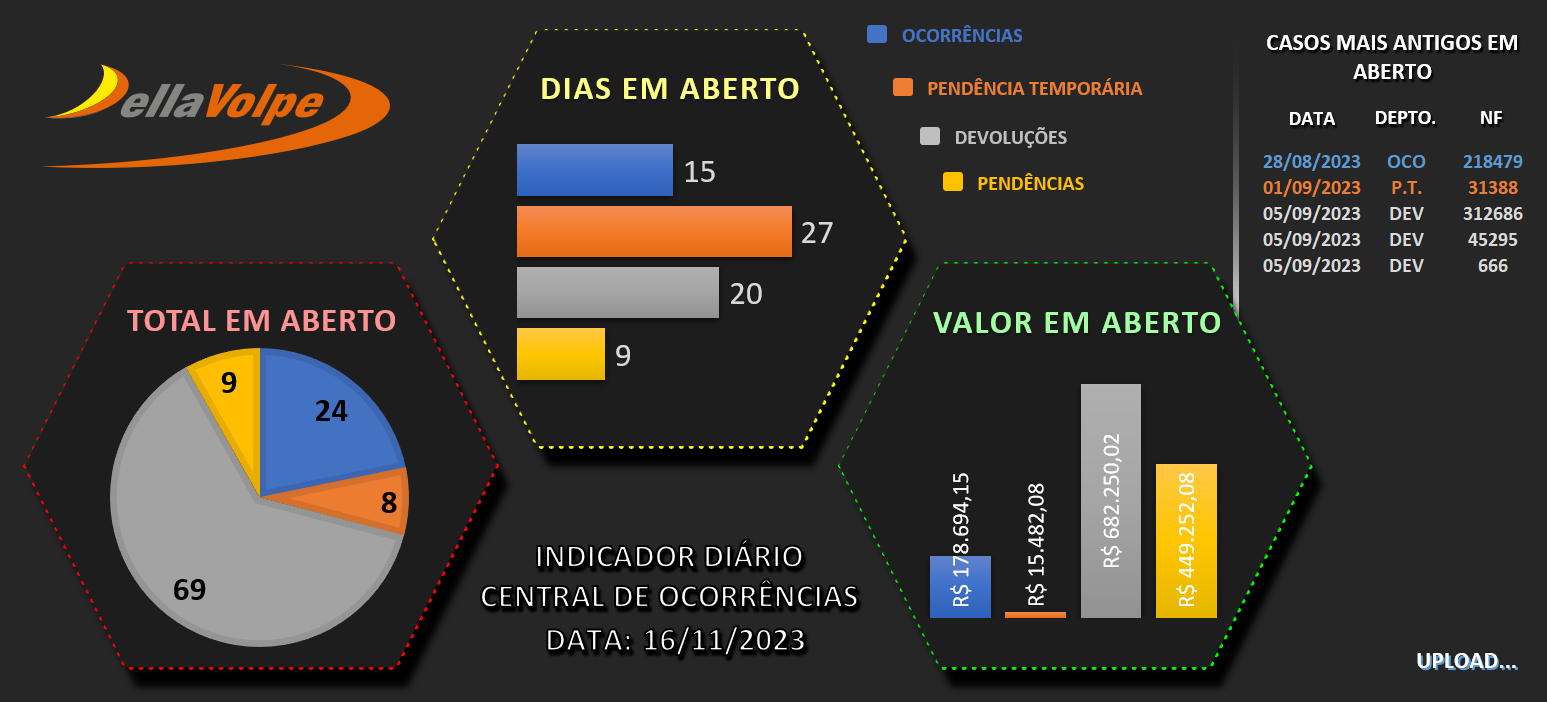 ellaVolpe
DIAS EM ABERTO
15
27
20
9
OCORRÊNCIAS
PENDÊNCIA TEMPORÁRIA
DEVOLUÇÕES
PENDÊNCIAS
CASOS MAIS ANTIGOS EM
ABERTO
DATA DEPTO. NF
28/08/2023 OCO 218479
01/09/2023 P.T. 31388
05/09/2023 DEV 312686
05/09/2023 DEV 45295
05/09/2023 DEV 666
TOTAL EM ABERTO
9
24
8
69
INDICADOR DIÁRIO
CENTRAL DE OCORRÊNCIAS
DATA: 16/11/2023
VALOR EM ABERTO
R$ 178.694,15
R$ 15.482,08
R$ 682.250,02
R$ 449.252,08
UPLOAD...